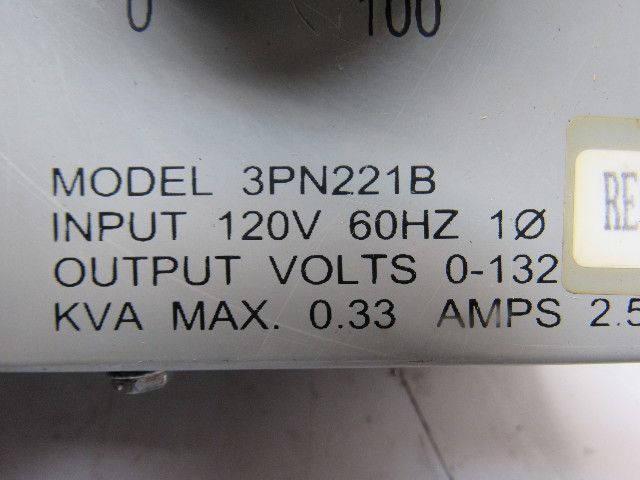 0 100
MODEL 3PN221B
INPUT 120V 60HZ 1Ø
OUTPUT VOLTS 0-132
KVA MAX. 0.33 AMPS 2.5
RE